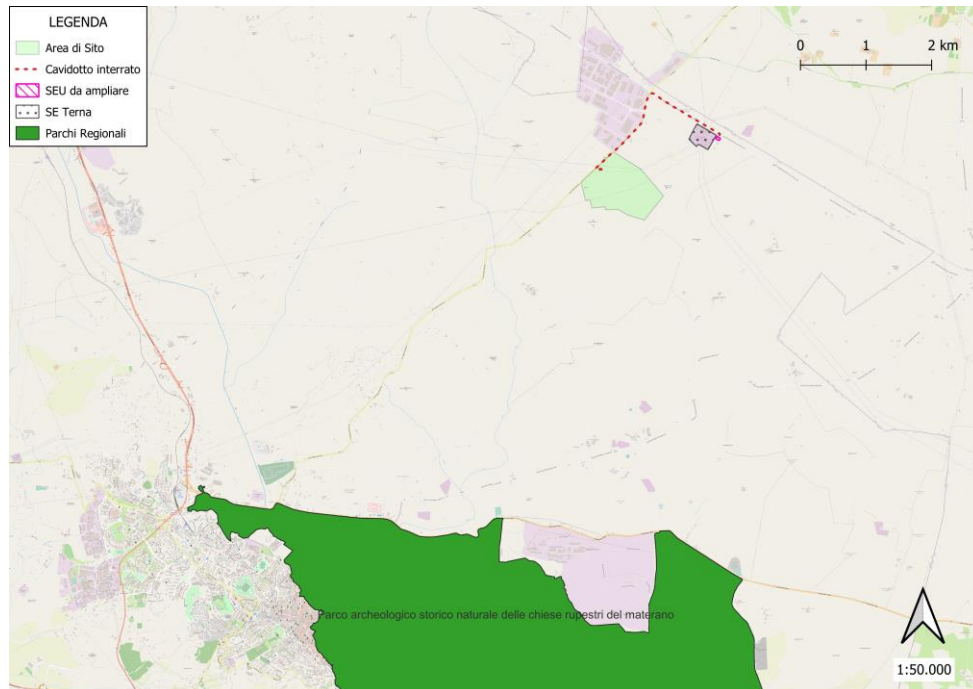 LEGENDA
Area di Sito
Cavidotto interrato
SEU da ampliare
SE Terna
Parchi Regionali
0 1 2 km
Parco archeologico storico naturale delle chiese rupestri del materano
1:50.000